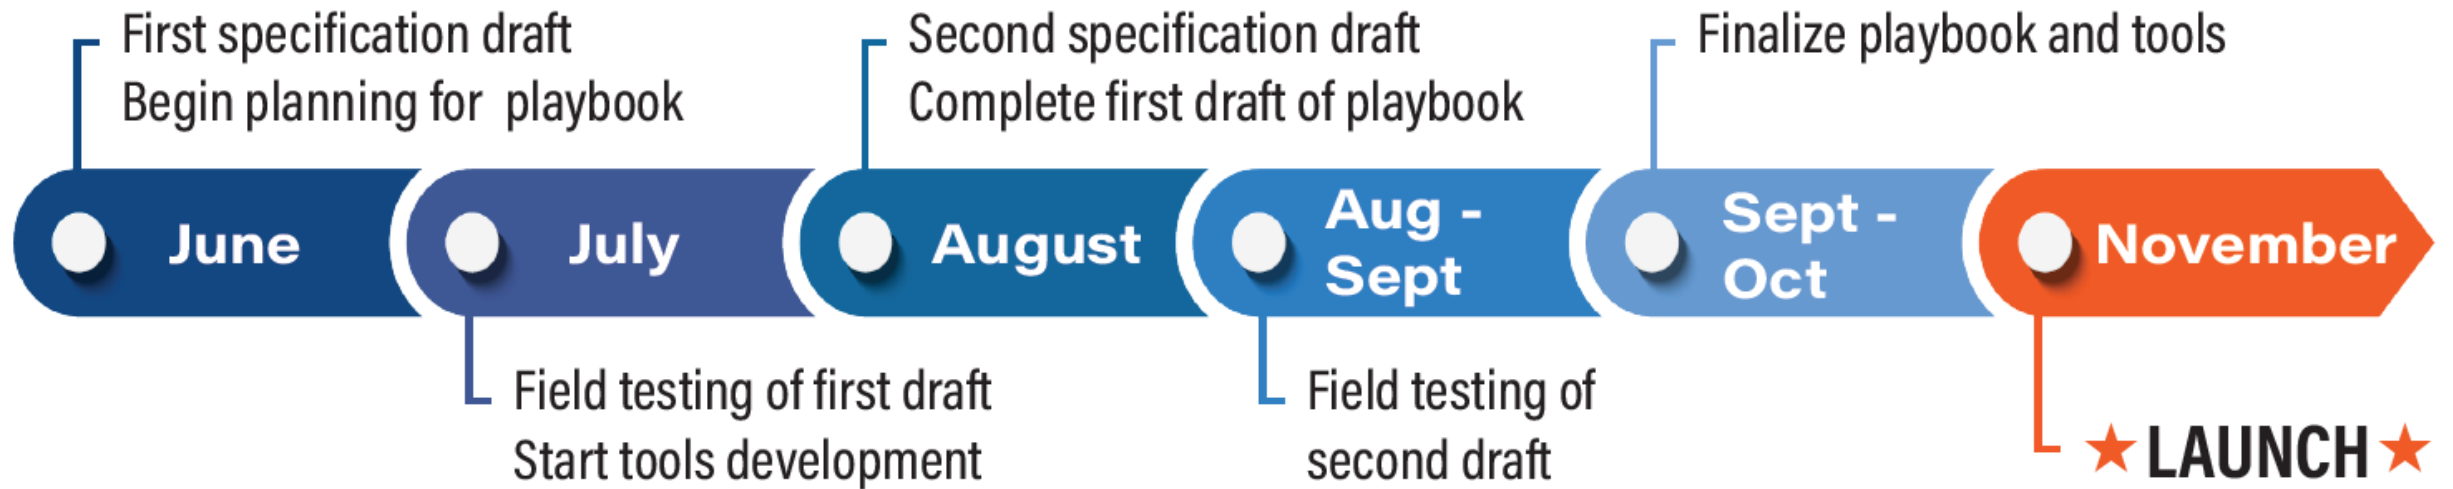 First specification draft
Begin planning for playbook
Second specification draft
Complete first draft of playbook
Finalize playbook and tools
June
July
August
Aug -
Sept
Sept -
Oct
November
Field testing of first draft
Start tools development
Field testing of
second draft
★ LAUNCH ★